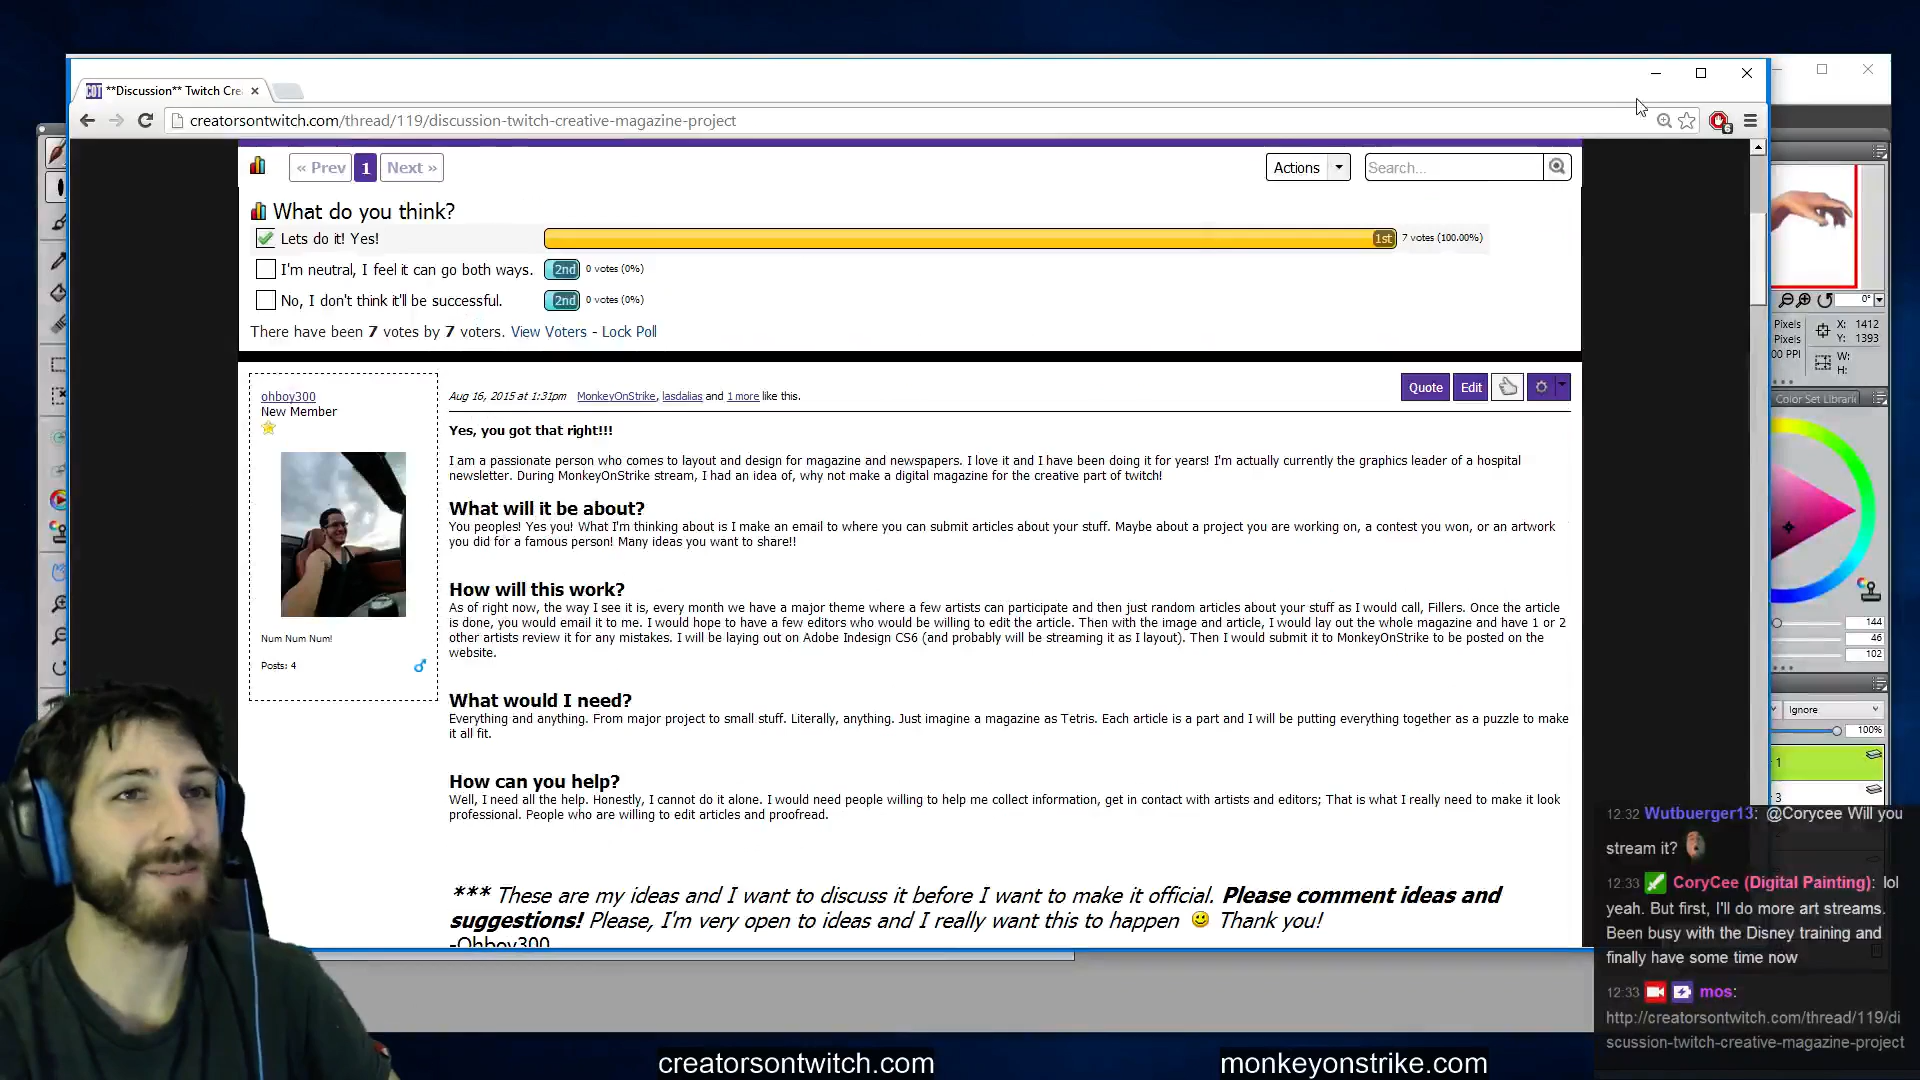 **Discussion** Twitch Cre
creatorsontwitch.com/thread/119/discussion-twitch-creative-magazine-project
6
« Prev 1 Next »
Actions
Search...
What do you think?
Lets do it! Yes! 1st 7 votes (100.00%)
I'm neutral, I feel it can go both ways. 2nd 0 votes (0%)
No, I don't think it'll be successful. 2nd 0 votes (0%)
There have been 7 votes by 7 voters. View Voters - Lock Poll
ohboy300
New Member
Num Num Num!
Posts: 4
Aug 16, 2015 at 1:31pm MonkeyOnStrike, lasdalias and 1 more like this.
Quote Edit
Yes, you got that right!!!
I am a passionate person who comes to layout and design for magazine and newspapers. I love it and I have been doing it for years! I'm actually currently the graphics leader of a hospital
newsletter. During MonkeyOnStrike stream, I had an idea of, why not make a digital magazine for the creative part of twitch!
What will it be about?
You peoples! Yes you! What I'm thinking about is I make an email to where you can submit articles about your stuff. Maybe about a project you are working on, a contest you won, or an artwork
you did for a famous person! Many ideas you want to share!!
How will this work?
As of right now, the way I see it is, every month we have a major theme where a few artists can participate and then just random articles about your stuff as I would call, Fillers. Once the article
is done, you would email it to me. I would hope to have a few editors who would be willing to edit the article. Then with the image and article, I would lay out the whole magazine and have 1 or 2
other artists review it for any mistakes. I will be laying out on Adobe Indesign CS6 (and probably will be streaming it as I layout). Then I would submit it to MonkeyOnStrike to be posted on the
website.
What would I need?
Everything and anything. From major project to small stuff. Literally, anything. Just imagine a magazine as Tetris. Each article is a part and I will be putting everything together as a puzzle to make
it all fit.
How can you help?
Well, I need all the help. Honestly, I cannot do it alone. I would need people willing to help me collect information, get in contact with artists and editors; That is what I really need to make it look
professional. People who are willing to edit articles and proofread.
*** These are my ideas and I want to discuss it before I want to make it official. Please comment ideas and
suggestions! Please, I'm very open to ideas and I really want this to happen Thank you!
-Ohboy300
0°
Pixels X: 1412
Pixels Y: 1393
00 PPI W:
H:
Color Set Librari
144
46
102
Ignore
100%
1
3
12:32 Wutbuerger13: @Corycee Will you
stream it?
12:33 CoryCee (Digital Painting): lol
yeah. But first, I'll do more art streams.
Been busy with the Disney training and
finally have some time now
12:33 mos:
http://creatorsontwitch.com/thread/119/di
scussion-twitch-creative-magazine-project
creatorsontwitch.com
monkeyonstrike.com